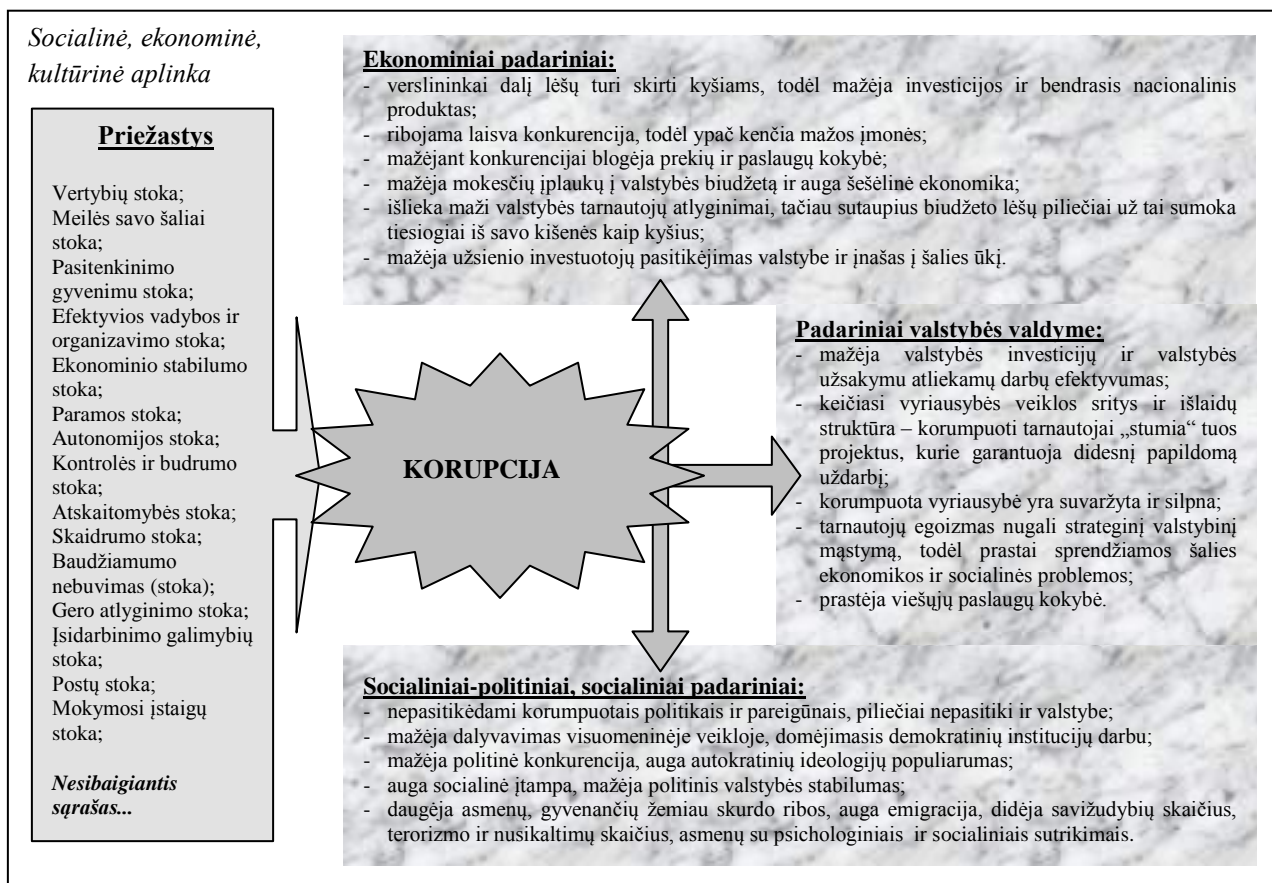 Socialinė, ekonominė,
kultūrinė aplinka
Priežastys
Vertybių stoka;
Meilės savo šaliai
stoka;
Pasitenkinimo
gyvenimu stoka;
Efektyvios vadybos ir
organizavimo stoka;
Ekonominio stabilumo
stoka;
Paramos stoka;
Autonomijos stoka;
Kontrolės ir budrumo
stoka;
Atskaitomybės stoka;
Skaidrumo stoka;
Baudžiamumo
nebuvimas (stoka);
Gero atlyginimo stoka;
Įsidarbinimo galimybių
stoka;
Postų stoka;
Mokymosi įstaigų
stoka;
Nesibaigiantis
sąrašas...
KORUPCIJA
Ekonominiai padariniai:
- verslininkai dalį lėšų turi skirti kyšiams, todėl mažėja investicijos ir bendrasis nacionalinis
produktas;
- ribojama laisva konkurencija, todėl ypač kenčia mažos įmonės;
- mažėjant konkurencijai blogėja prekių ir paslaugų kokybė;
- mažėja mokesčių įplaukų į valstybės biudžetą ir auga šešėlinė ekonomika;
- išlieka maži valstybės tarnautojų atlyginimai, tačiau sutaupius biudžeto lėšų piliečiai už tai sumoka
tiesiogiai iš savo kišenės kaip kyšius;
- mažėja užsienio investuotojų pasitikėjimas valstybe ir įnašas į šalies ūkį.
Padariniai valstybės valdyme:
- mažėja valstybės investicijų ir valstybės
užsakymu atliekamų darbų efektyvumas;
- keičiasi vyriausybės veiklos sritys ir išlaidų
struktūra – korumpuoti tarnautojai „stumia“ tuos
projektus, kurie garantuoja didesnį papildomą
uždarbį;
- korumpuota vyriausybė yra suvaržyta ir silpna;
- tarnautojų egoizmas nugali strateginį valstybinį
mąstymą, todėl prastai sprendžiamos šalies
ekonomikos ir socialinės problemos;
- prastėja viešųjų paslaugų kokybė.
Socialiniai-politiniai, socialiniai padariniai:
- nepasitikėdami korumpuotais politikais ir pareigūnais, piliečiai nepasitiki ir valstybe;
- mažėja dalyvavimas visuomeninėje veikloje, domėjimasis demokratinių institucijų darbu;
- mažėja politinė konkurencija, auga autokratinių ideologijų populiarumas;
- auga socialinė įtampa, mažėja politinis valstybės stabilumas;
- daugėja asmenų, gyvenančių žemiau skurdo ribos, auga emigracija, didėja savižudybių skaičius,
terorizmo ir nusikaltimų skaičius, asmenų su psichologiniais ir socialiniais sutrikimais.